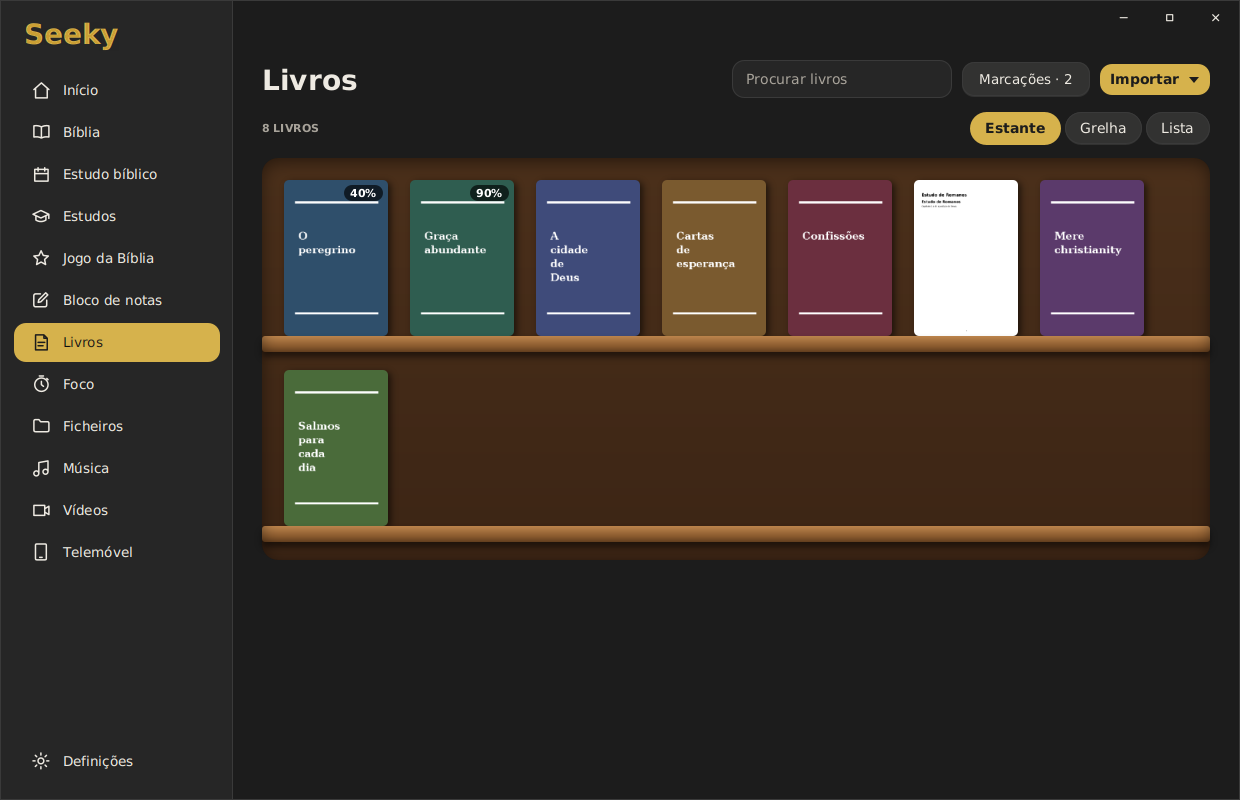 Seeky
Início
Bíblia
Estudo bíblico
Estudos
Jogo da Bíblia
Bloco de notas
Livros
Foco
Ficheiros
Música
Vídeos
Telemóvel
Definições
Livros
Procurar livros
Marcações · 2
Importar
8 LIVROS
Estante
Grelha
Lista
40%
O
peregrino
90%
Graça
abundante
A
cidade
de
Deus
Cartas
de
esperança
Confissões
Estudo de Romanos
Estudo de Romanos
Mere
christianity
Salmos
para
cada
dia